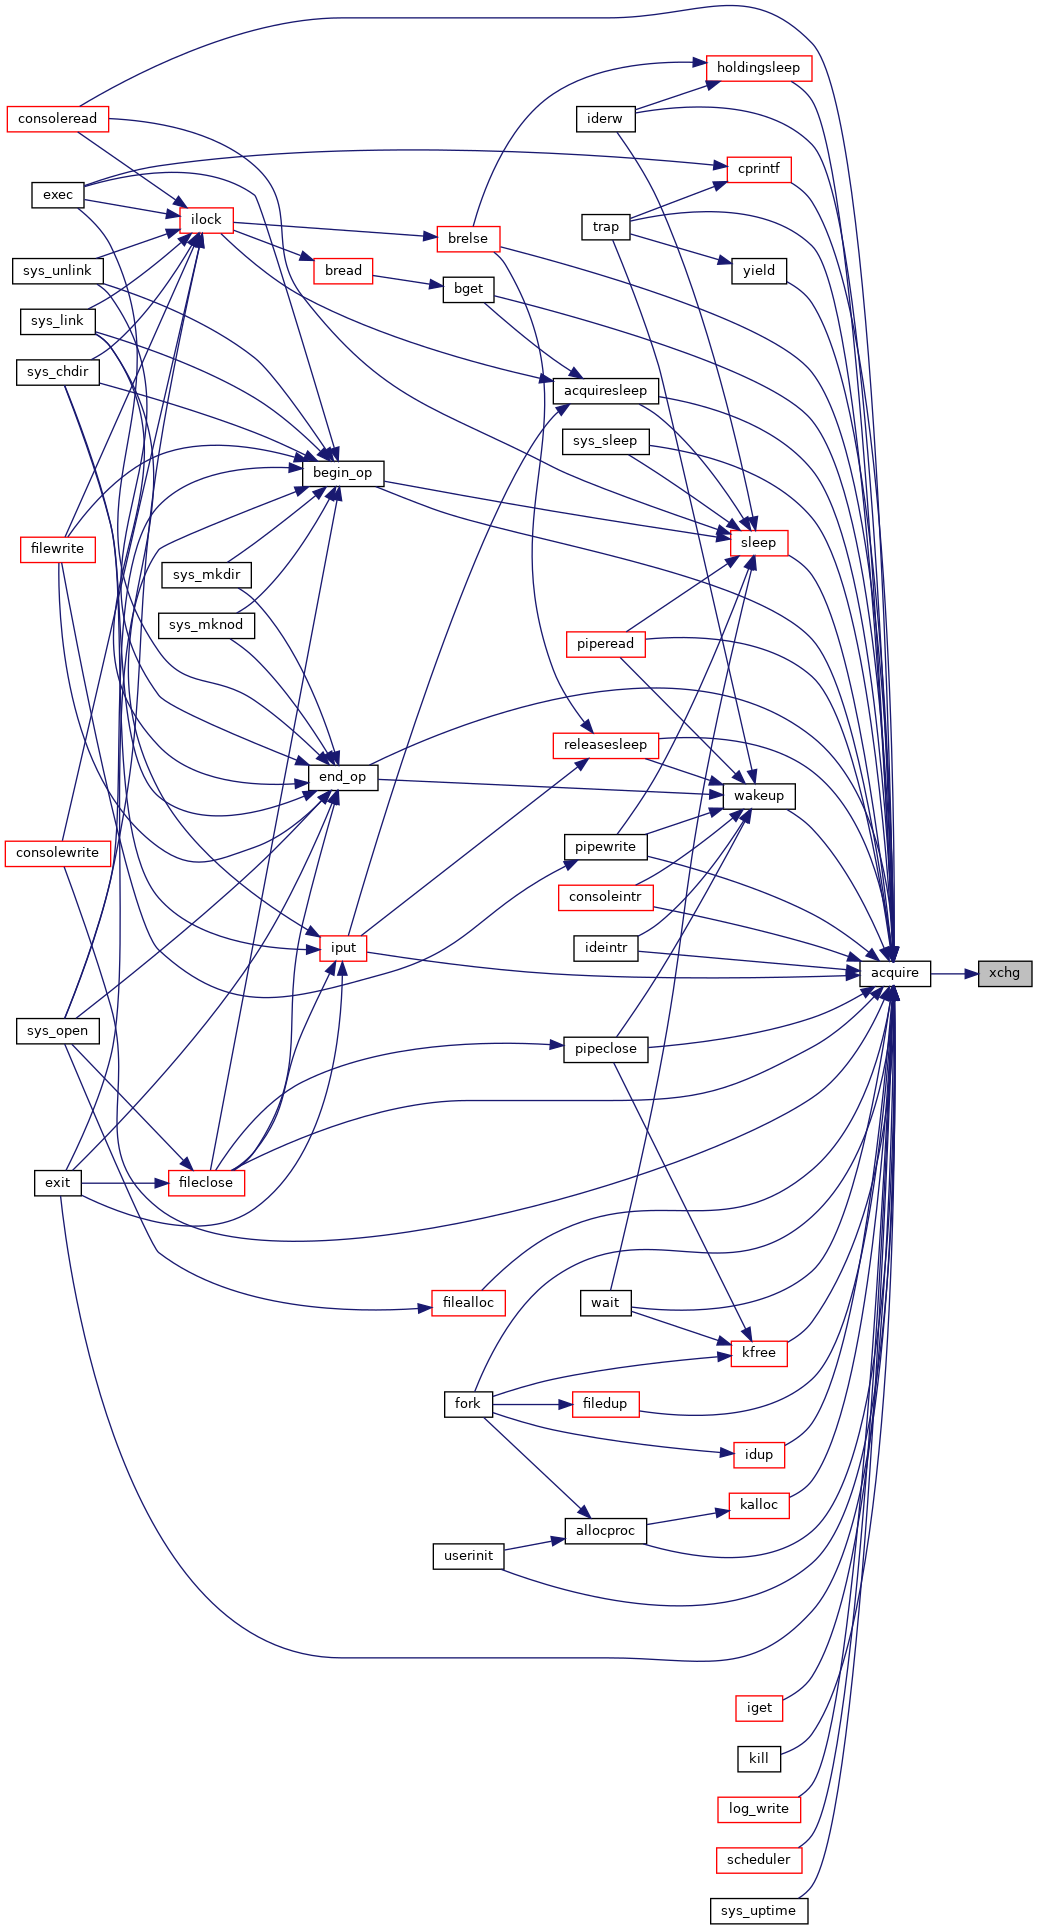 holdingsleep
consoleread
iderw
cprintf
exec
ilock
trap
brelse
sys_unlink
bread
yield
bget
sys_link
sys_chdir
acquiresleep
sys_sleep
begin_op
sleep
filewrite
sys_mkdir
sys_mknod
piperead
releasesleep
end_op
wakeup
pipewrite
consolewrite
consoleintr
iput
ideintr
acquire
xchg
sys_open
pipeclose
exit
fileclose
filealloc
wait
kfree
fork
filedup
idup
kalloc
allocproc
userinit
iget
kill
log_write
scheduler
sys_uptime